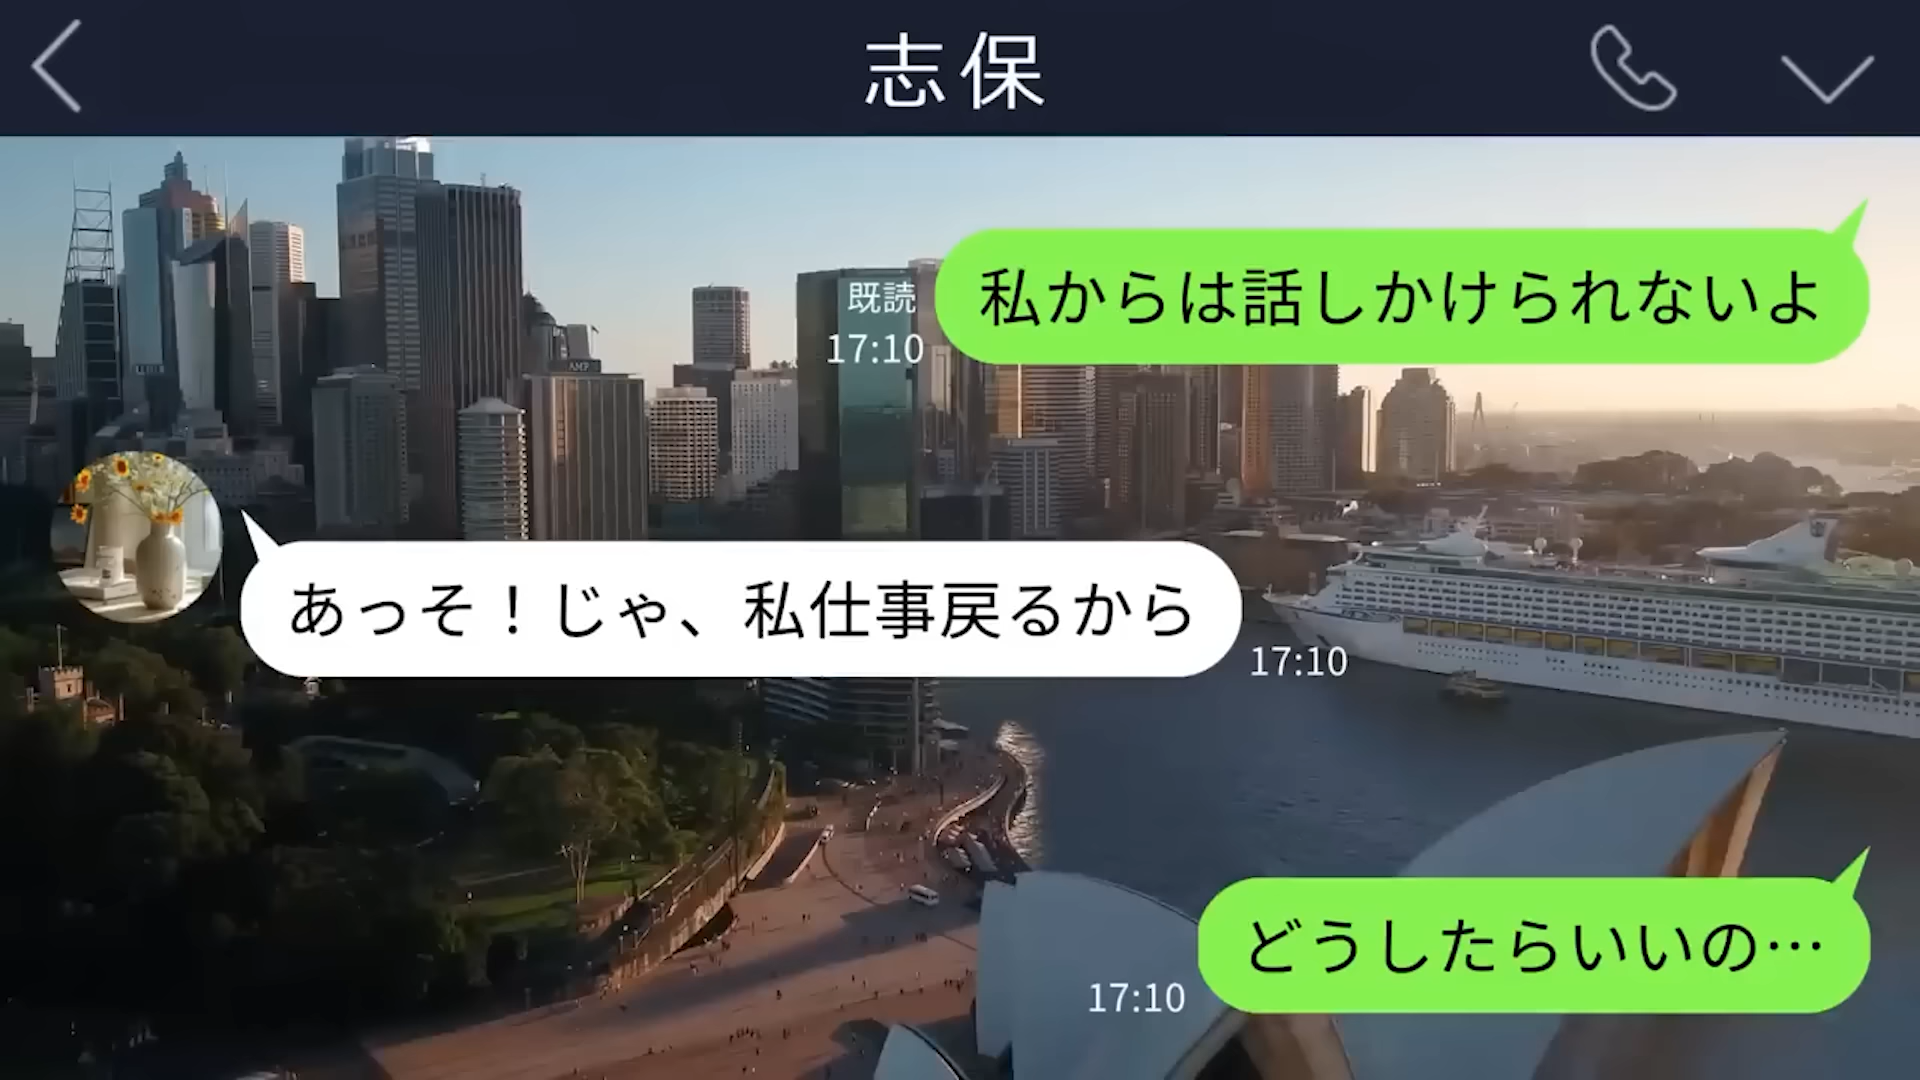 志保
私からは話しかけられないよ
既読
17:10
AMP
あっそ！じゃ、私仕事戻るから
17:10
どうしたらいいの…
17:10